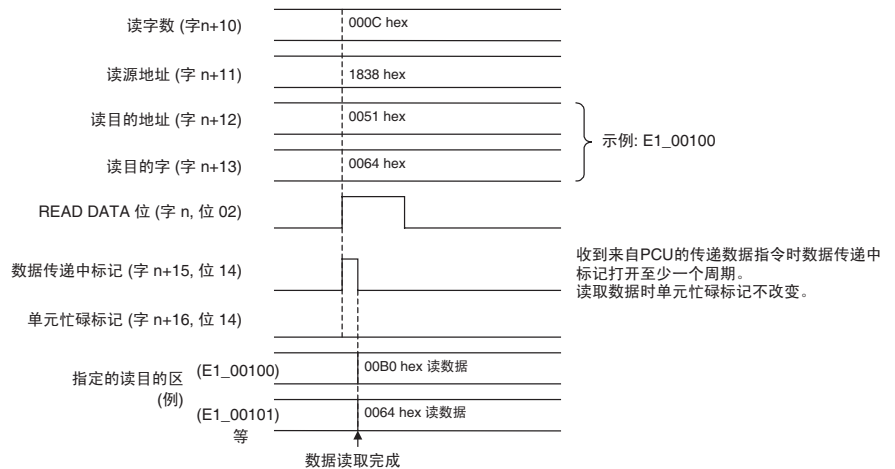 读字数 (字n+10)
000C hex
读源地址 (字 n+11)
1838 hex
读目的地址 (字 n+12)
0051 hex
示例: E1_00100
读目的字 (字 n+13)
0064 hex
READ DATA 位 (字 n, 位 02)
数据传递中标记 (字 n+15, 位 14)
收到来自PCU的传递数据指令时数据传递中
标记打开至少一个周期。
读取数据时单元忙碌标记不改变。
单元忙碌标记 (字 n+16, 位 14)
指定的读目的区
(例)
(E1_00100)
00B0 hex 读数据
(E1_00101)
等
0064 hex 读数据
数据读取完成